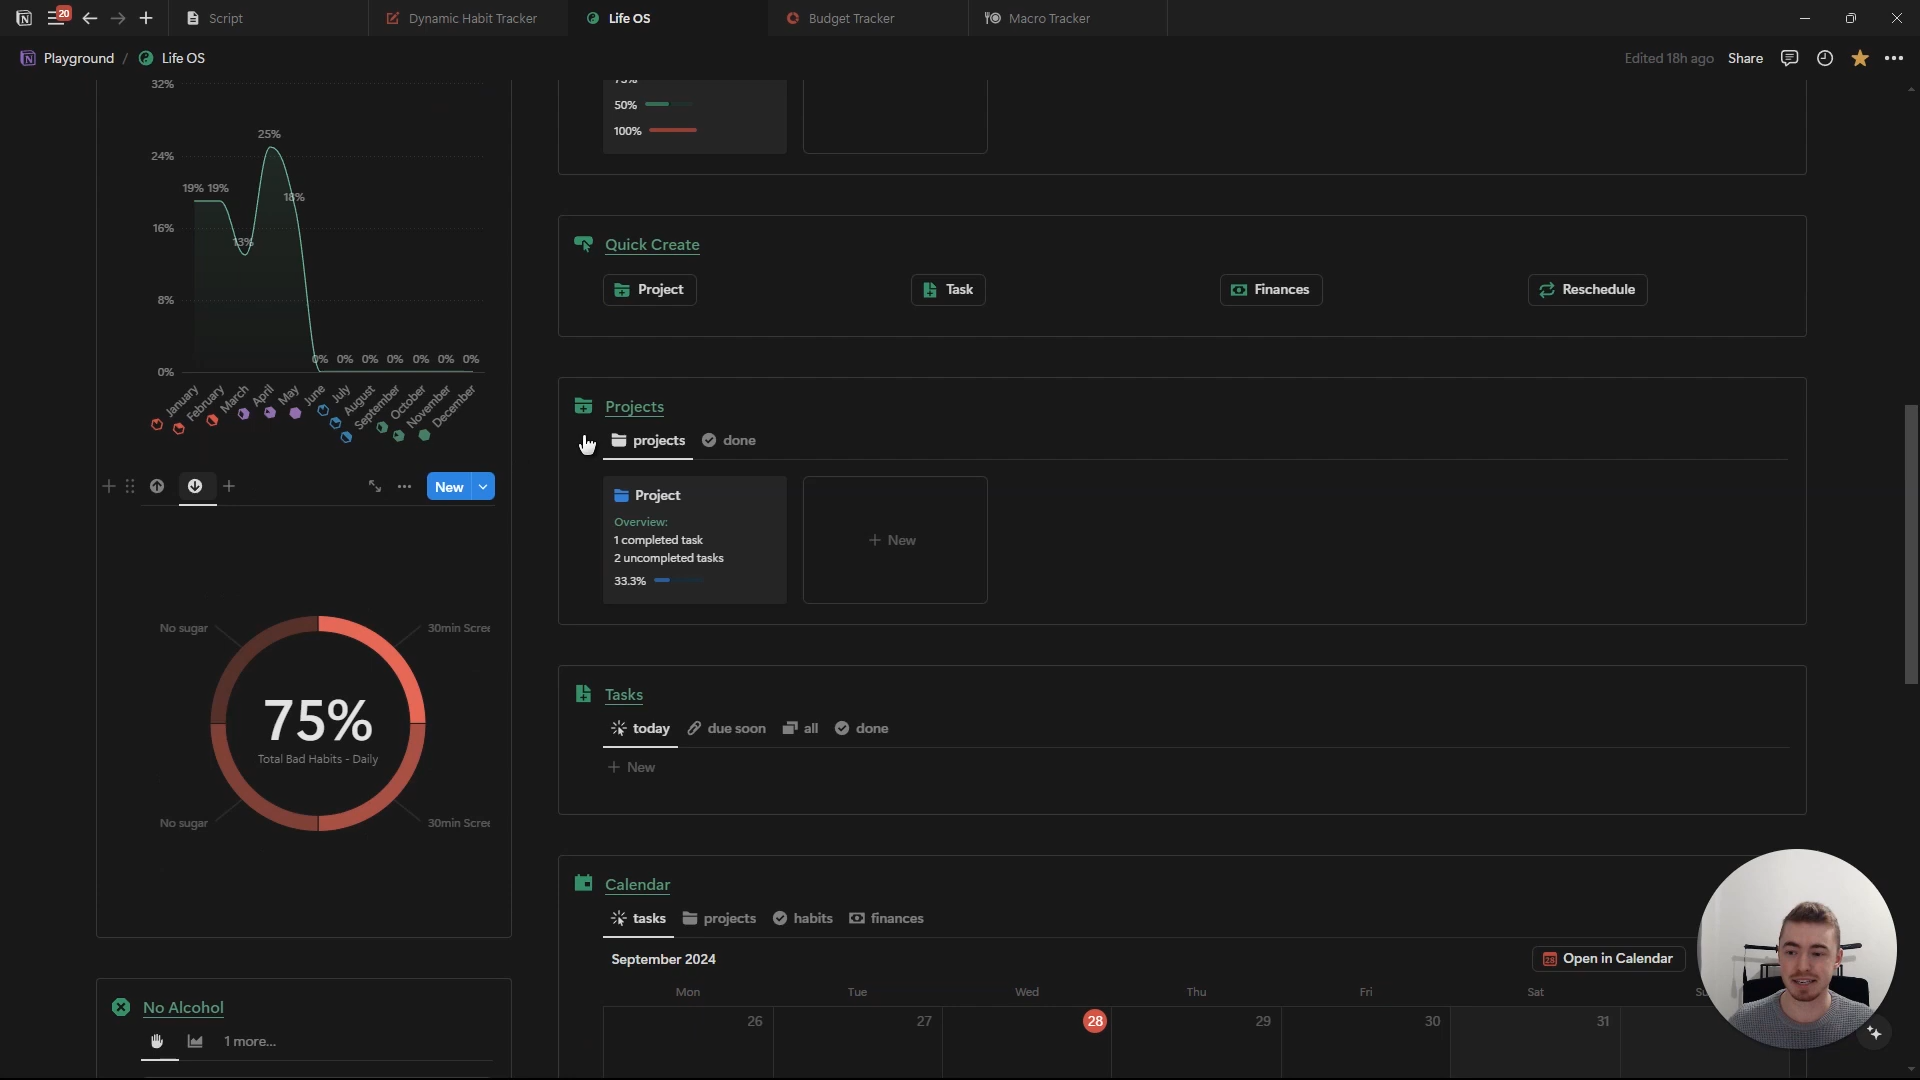 20
Script
Dynamic Habit Tracker
Life OS
Budget Tracker
Macro Tracker
Playground / Life OS
Edited 18h ago
Share
32%
24%
16%
8%
0%
19% 19%
13%
25%
18%
0% 0% 0% 0% 0% 0% 0%
January
February
March
April
May
June
July
August
September
October
November
December
New
No sugar
30min Scree
75%
Total Bad Habits - Daily
No sugar
30min Scree
No Alcohol
1 more...
75%
50%
100%
Quick Create
Project
Task
Finances
Reschedule
Projects
projects
done
Project
Overview:
1 completed task
2 uncompleted tasks
33.3%
+ New
Tasks
today
due soon
all
done
+ New
Calendar
tasks
projects
habits
finances
September 2024
28
Open in Calendar
Mon Tue Wed Thu Fri Sat
26 27 28 29 30 31